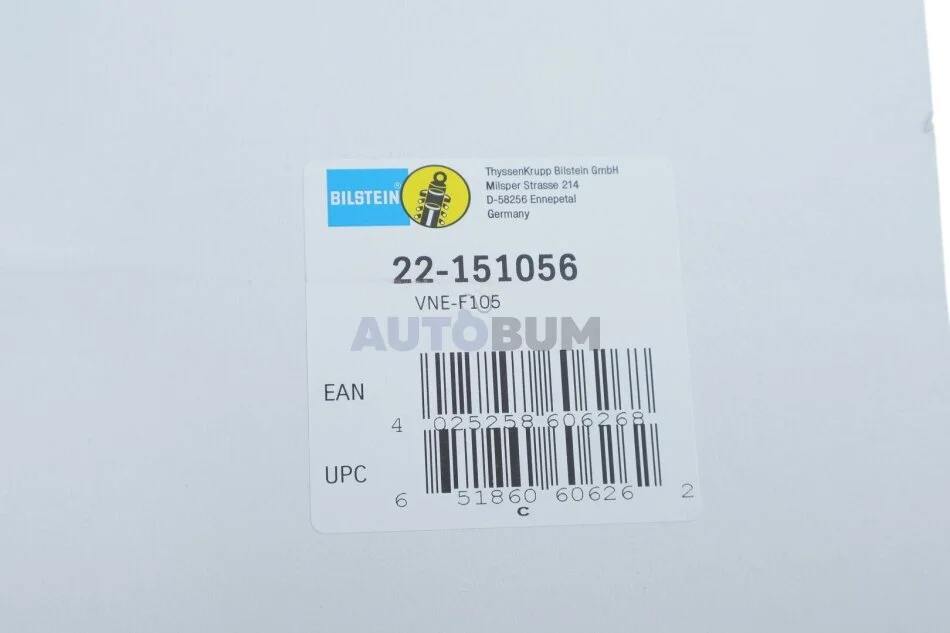 BILSTEIN®
ThyssenKrupp Bilstein GmbH
Milsper Strasse 214
D-58256 Ennepetal
Germany
22-151056
VNE-F105
AUTOBUM
EAN
4 025258 606268
UPC
6 51860 60626 2
C